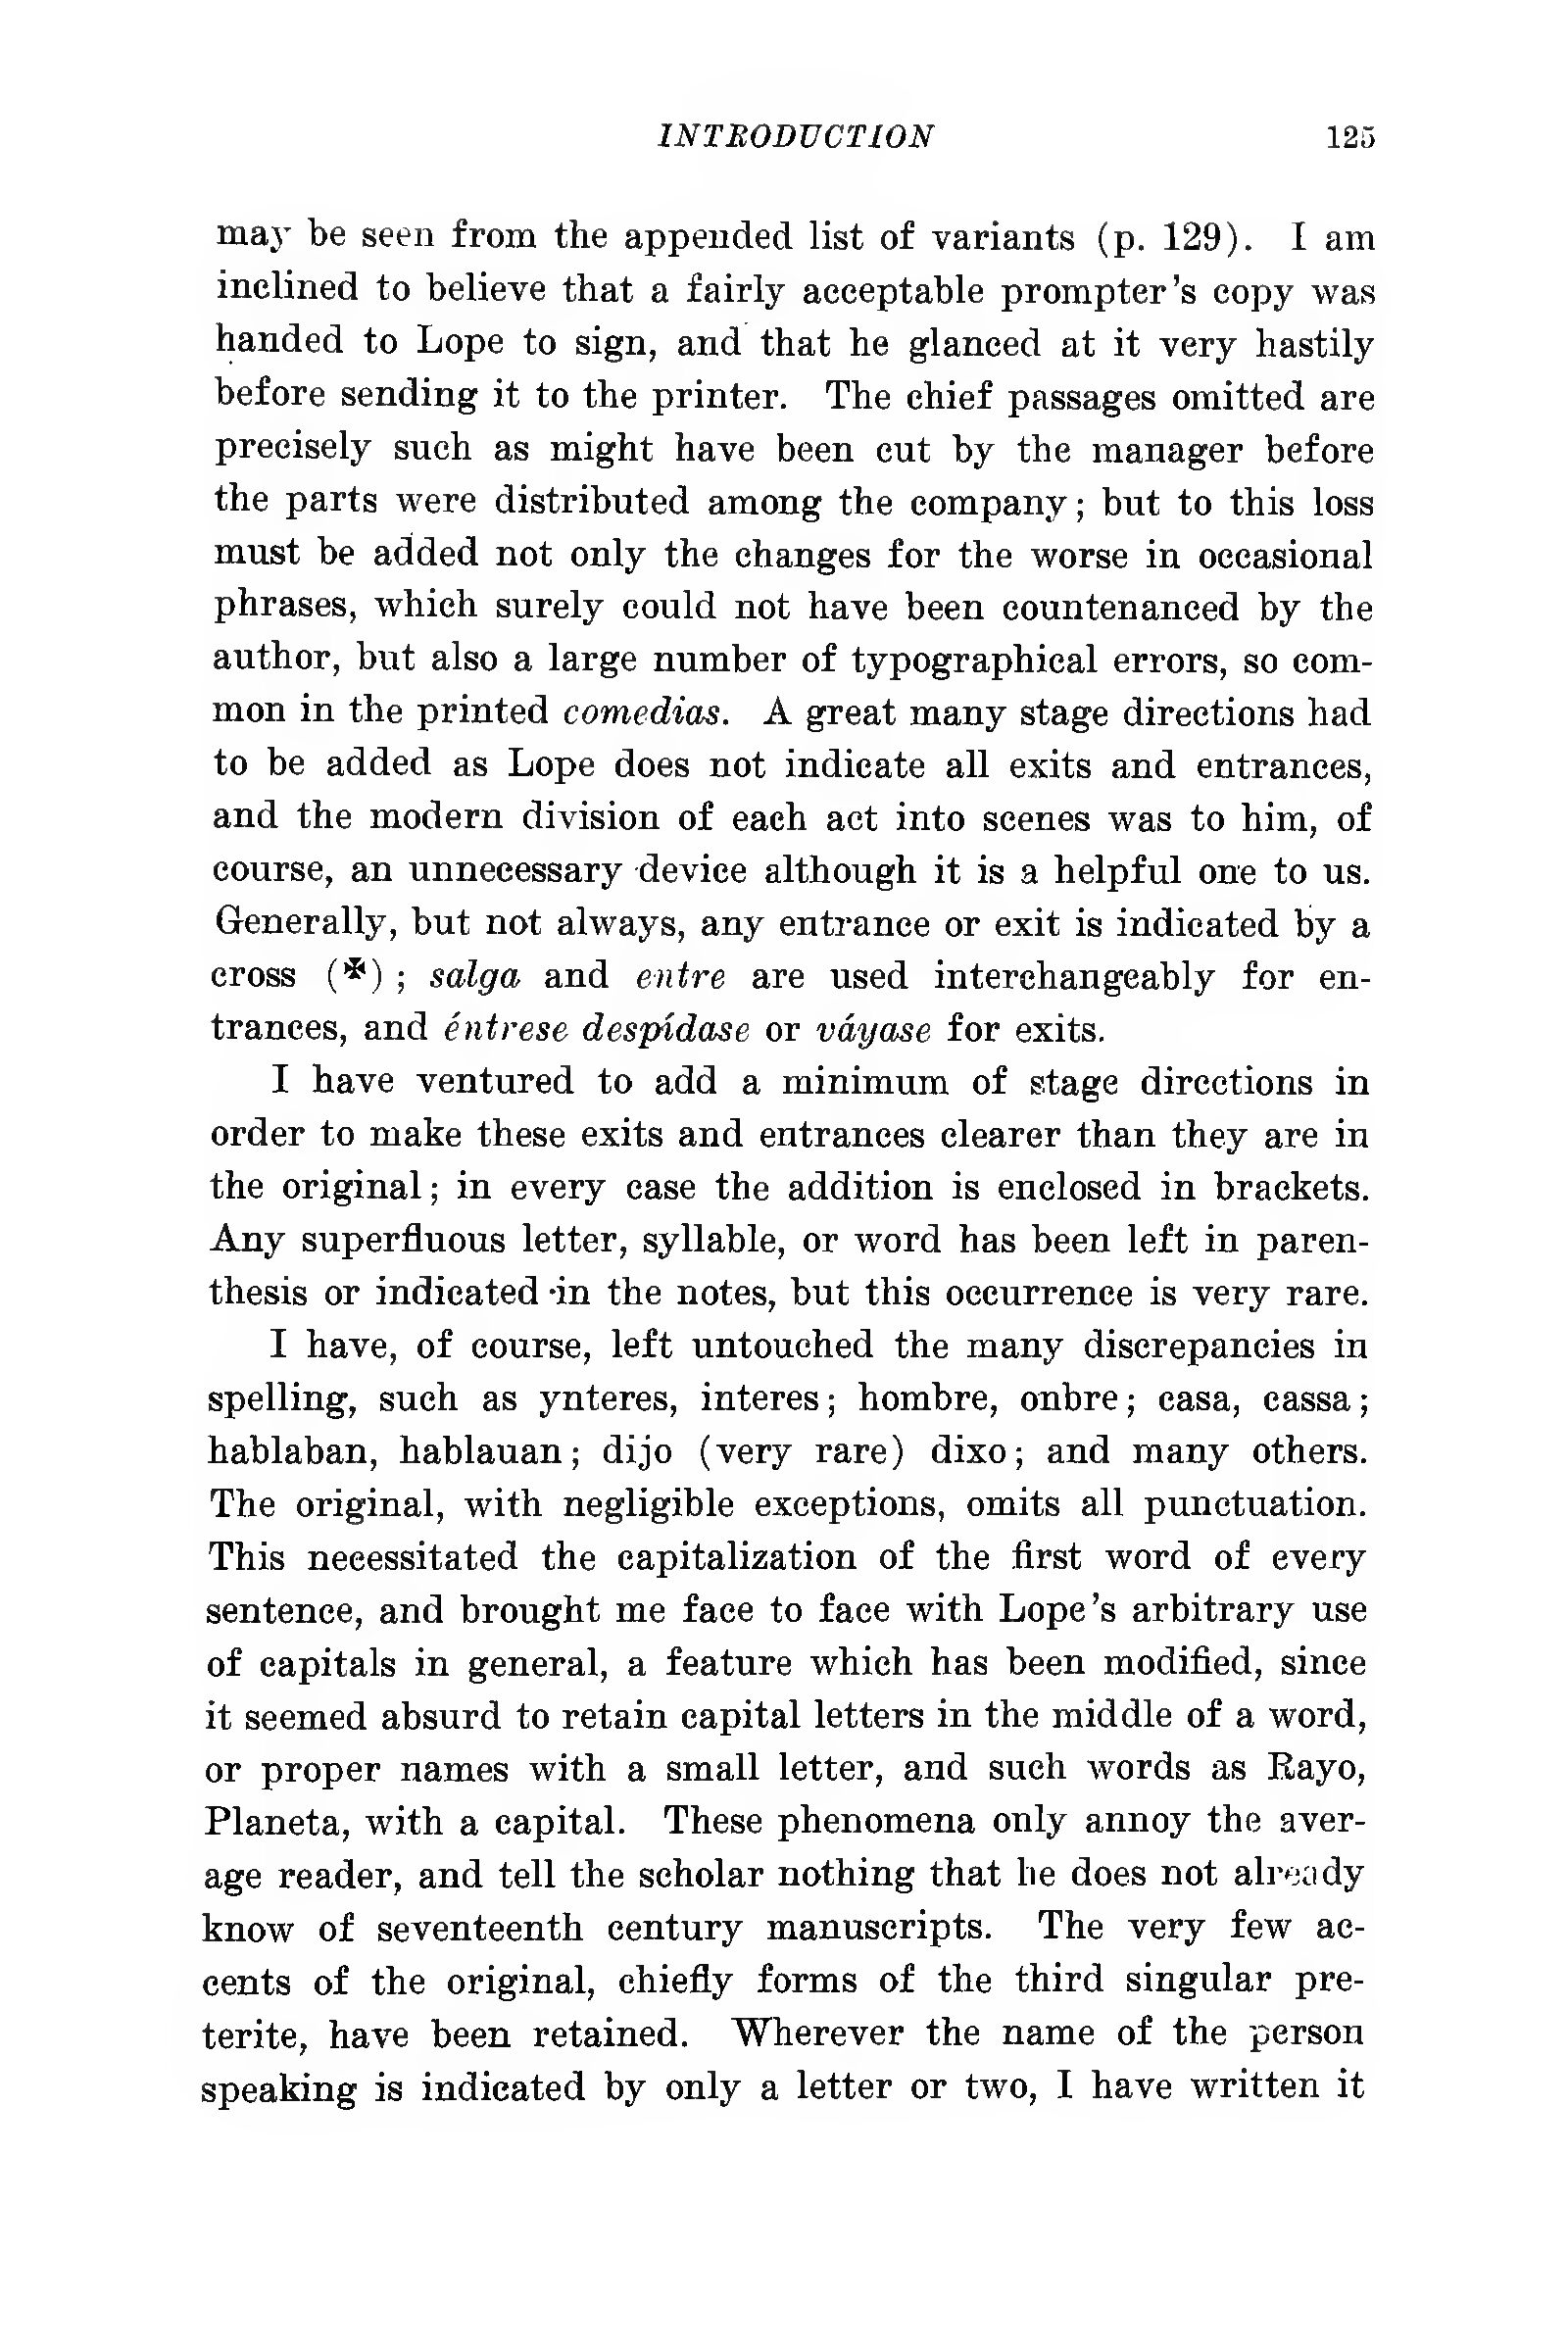 INTRODUCTION 125
may be seen from the appended list of variants (p. 129). I am
inclined to believe that a fairly acceptable prompter's copy was
handed to Lope to sign, and that he glanced at it very hastily
before sending it to the printer. The chief passages omitted are
precisely such as might have been cut by the manager before
the parts were distributed among the company; but to this loss
must be added not only the changes for the worse in occasional
phrases, which surely could not have been countenanced by the
author, but also a large number of typographical errors, so com-
mon in the printed comedias. A great many stage directions had
to be added as Lope does not indicate all exits and entrances,
and the modern division of each act into scenes was to him, of
course, an unnecessary device although it is a helpful one to us.
Generally, but not always, any entrance or exit is indicated by a
cross (✠); salga and entre are used interchangeably for en-
trances, and éntrese despídase or váyase for exits.
I have ventured to add a minimum of stage directions in
order to make these exits and entrances clearer than they are in
the original; in every case the addition is enclosed in brackets.
Any superfluous letter, syllable, or word has been left in paren-
thesis or indicated in the notes, but this occurrence is very rare.
I have, of course, left untouched the many discrepancies in
spelling, such as ynteres, interes; hombre, onbre; casa, cassa;
hablaban, hablauan; dijo (very rare) dixo; and many others.
The original, with negligible exceptions, omits all punctuation.
This necessitated the capitalization of the first word of every
sentence, and brought me face to face with Lope's arbitrary use
of capitals in general, a feature which has been modified, since
it seemed absurd to retain capital letters in the middle of a word,
or proper names with a small letter, and such words as Rayo,
Planeta, with a capital. These phenomena only annoy the aver-
age reader, and tell the scholar nothing that he does not already
know of seventeenth century manuscripts. The very few ac-
cents of the original, chiefly forms of the third singular pre-
terite, have been retained. Wherever the name of the person
speaking is indicated by only a letter or two, I have written it